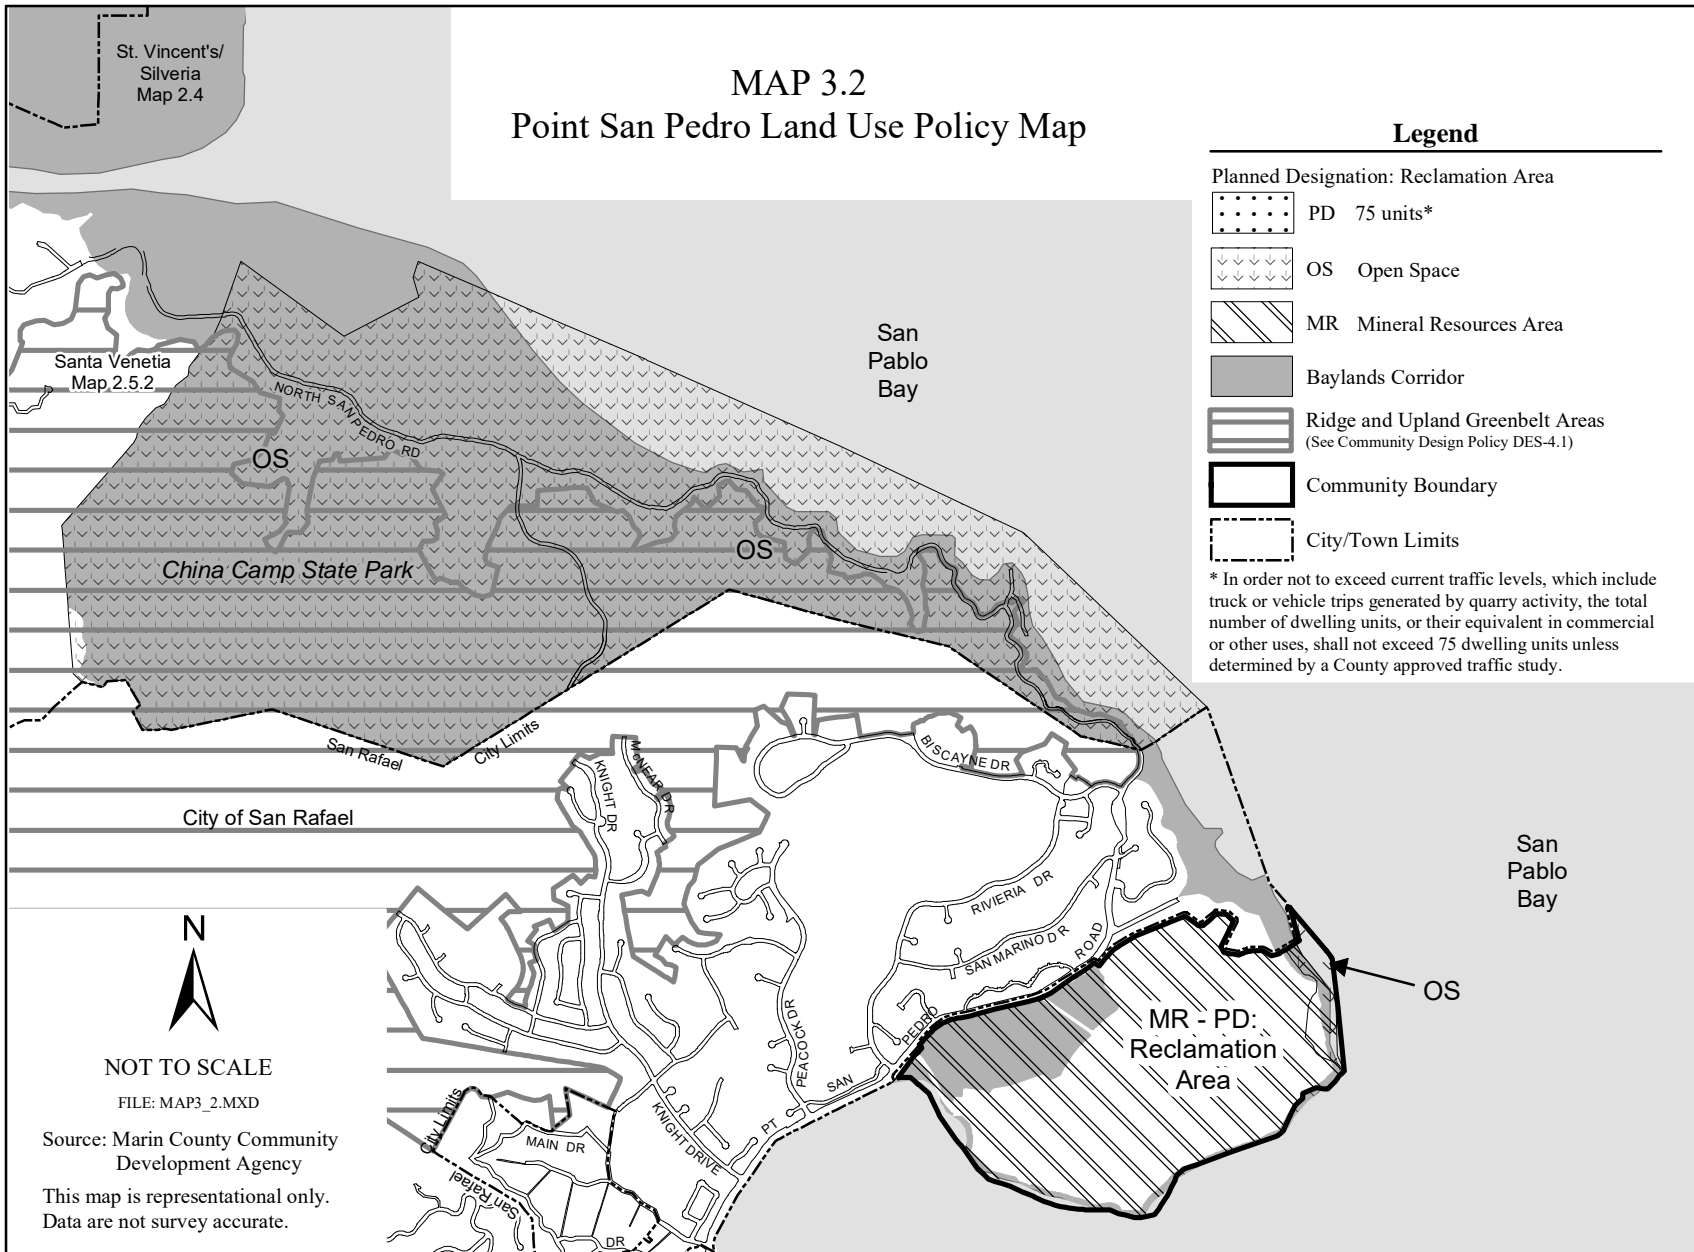 St. Vincent's/
Silveria
Map 2.4
MAP 3.2
Point San Pedro Land Use Policy Map
Legend
Planned Designation: Reclamation Area
PD 75 units*
OS Open Space
MR Mineral Resources Area
Baylands Corridor
Ridge and Upland Greenbelt Areas
(See Community Design Policy DES-4.1)
Community Boundary
City/Town Limits
* In order not to exceed current traffic levels, which include
truck or vehicle trips generated by quarry activity, the total
number of dwelling units, or their equivalent in commercial
or other uses, shall not exceed 75 dwelling units unless
determined by a County approved traffic study.
San
Pablo
Bay
Santa Venetia
Map 2.5.2
NORTH SAN PEDRO RD
OS
OS
China Camp State Park
San Rafael
City Limits
City of San Rafael
KNIGHT DR
McNEAR DR
BISCAYNE DR
RIVIERIA DR
SAN MARINO DR
PEACOCK DR
PT SAN PEDRO ROAD
San
Pablo
Bay
OS
MR - PD:
Reclamation
Area
N
NOT TO SCALE
FILE: MAP3_2.MXD
Source: Marin County Community
Development Agency
This map is representational only.
Data are not survey accurate.
City Limits
San Rafael
MAIN DR
KNIGHT DRIVE
DR